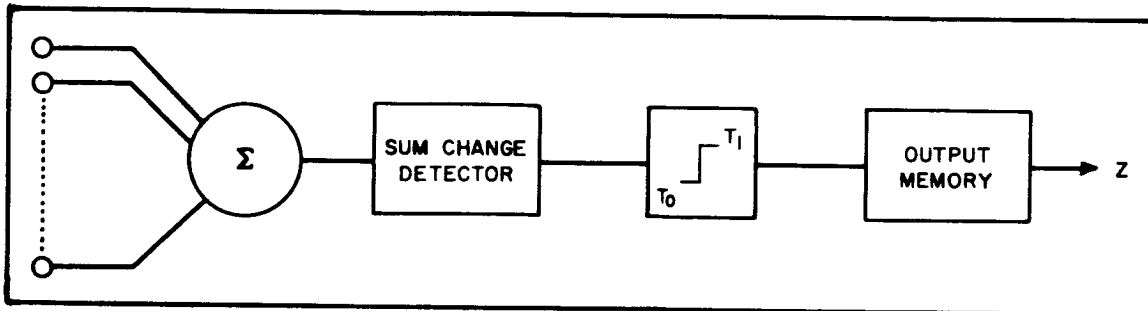 Σ
SUM CHANGE
DETECTOR
T₁
T₀
OUTPUT
MEMORY
Z